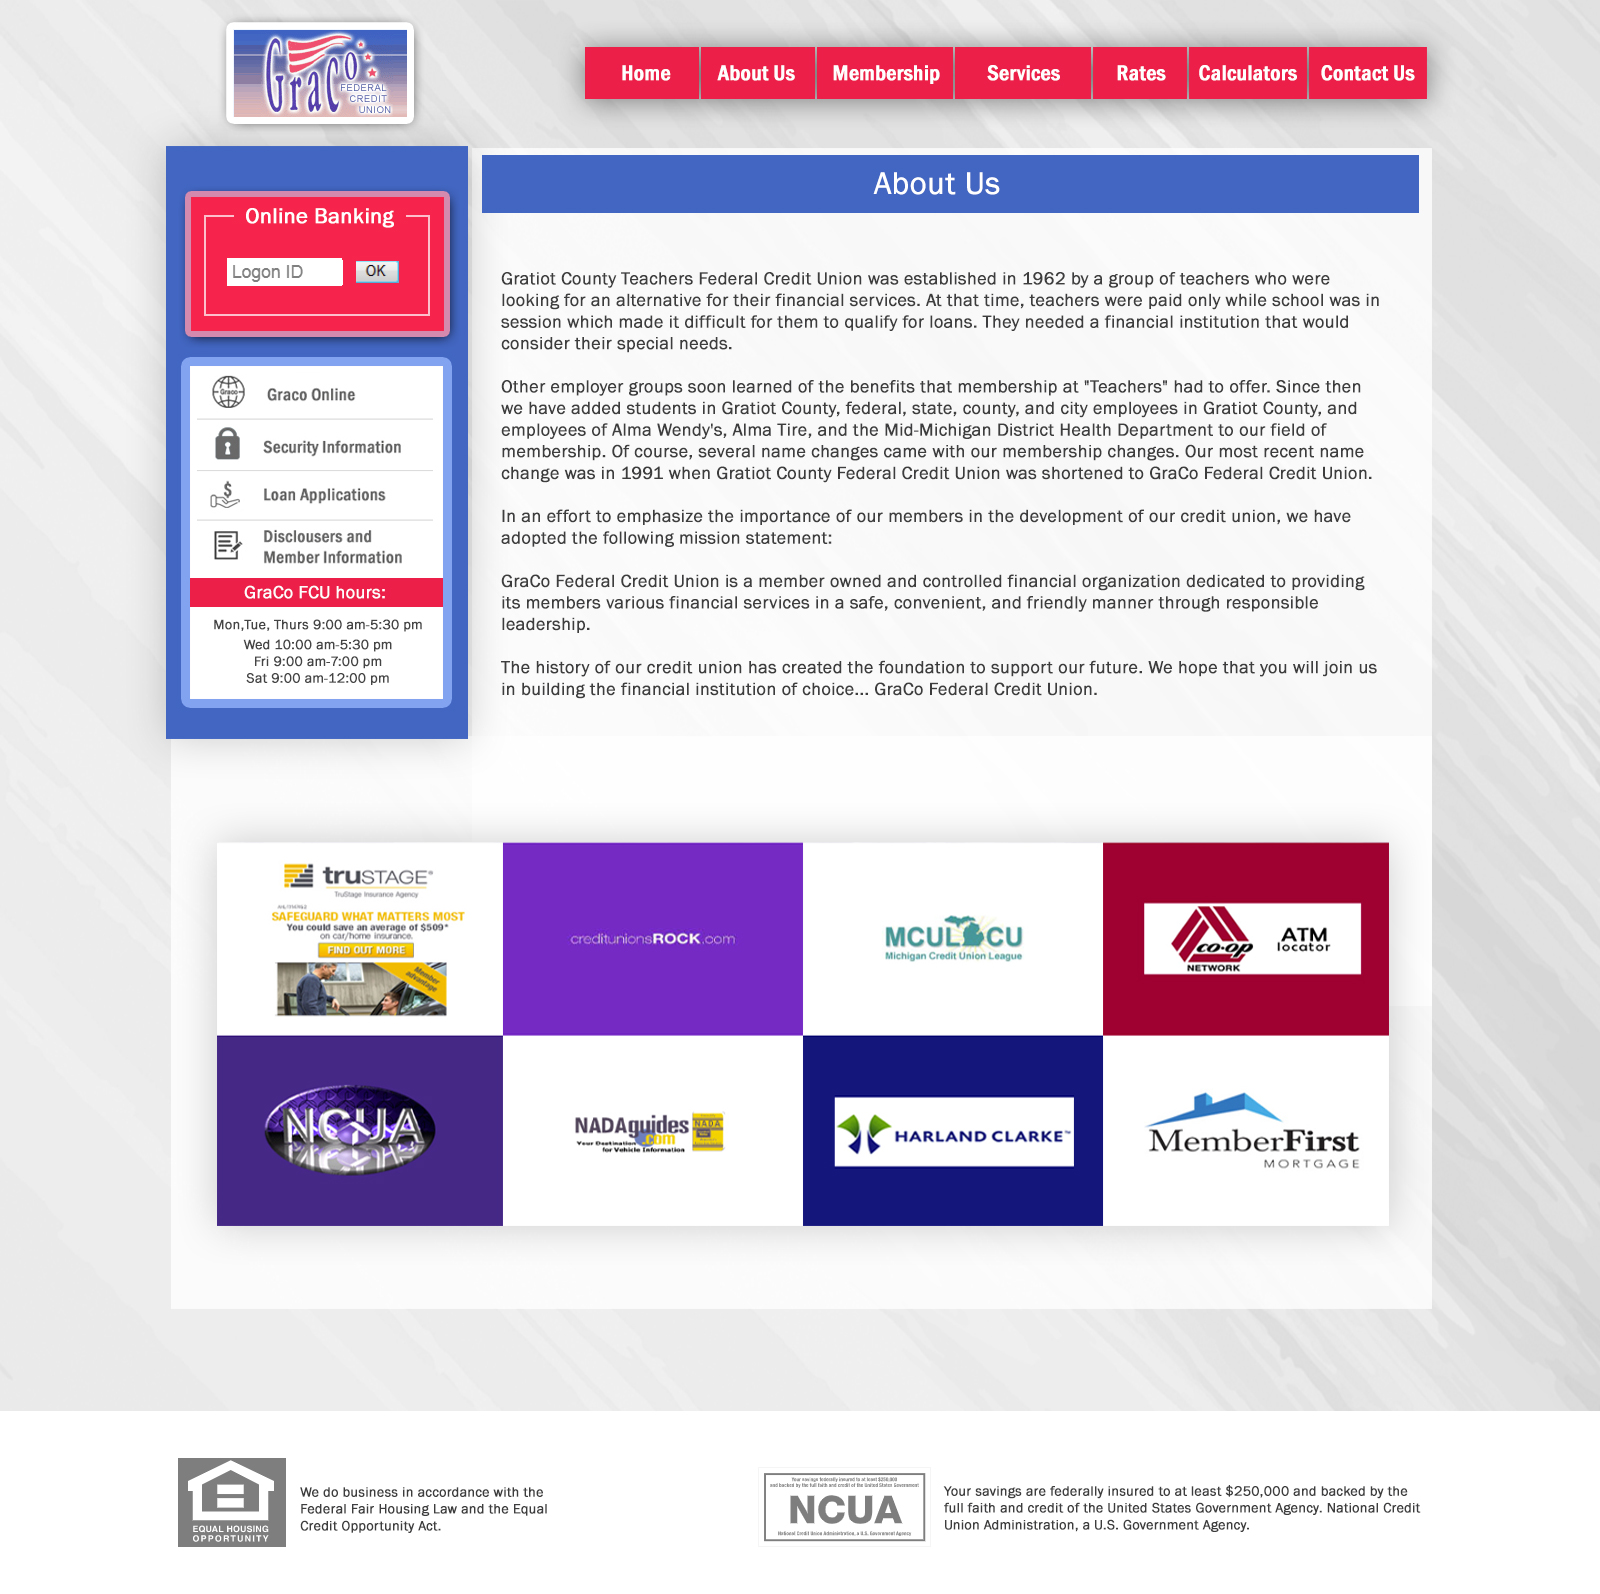 GraCo
FEDERAL
CREDIT
UNION
Home
About Us
Membership
Services
Rates
Calculators
Contact Us
Online Banking
Logon ID
OK
Graco
Graco Online
Security Information
Loan Applications
Disclousers and
Member Information
GraCo FCU hours:
Mon,Tue, Thurs 9:00 am-5:30 pm
Wed 10:00 am-5:30 pm
Fri 9:00 am-7:00 pm
Sat 9:00 am-12:00 pm
About Us
Gratiot County Teachers Federal Credit Union was established in 1962 by a group of teachers who were
looking for an alternative for their financial services. At that time, teachers were paid only while school was in
session which made it difficult for them to qualify for loans. They needed a financial institution that would
consider their special needs.
Other employer groups soon learned of the benefits that membership at "Teachers" had to offer. Since then
we have added students in Gratiot County, federal, state, county, and city employees in Gratiot County, and
employees of Alma Wendy's, Alma Tire, and the Mid-Michigan District Health Department to our field of
membership. Of course, several name changes came with our membership changes. Our most recent name
change was in 1991 when Gratiot County Federal Credit Union was shortened to GraCo Federal Credit Union.
In an effort to emphasize the importance of our members in the development of our credit union, we have
adopted the following mission statement:
GraCo Federal Credit Union is a member owned and controlled financial organization dedicated to providing
its members various financial services in a safe, convenient, and friendly manner through responsible
leadership.
The history of our credit union has created the foundation to support our future. We hope that you will join us
in building the financial institution of choice... GraCo Federal Credit Union.
truSTAGE®
TruStage Insurance Agency
SAFEGUARD WHAT MATTERS MOST
You could save an average of $509*
on car/home insurance.
FIND OUT MORE
Member
advantage
creditunionsROCK.com
MCUL CU
Michigan Credit Union League
co-op
NETWORK
ATM
locator
NCUA
NADAguides
.com
Your Destination
for Vehicle Information
NADA
HARLAND CLARKE™
MemberFirst
MORTGAGE
EQUAL HOUSING
OPPORTUNITY
We do business in accordance with the
Federal Fair Housing Law and the Equal
Credit Opportunity Act.
Your savings federally insured to at least $250,000
and backed by the full faith and credit of the United States Government
NCUA
National Credit Union Administration, a U.S. Government Agency
Your savings are federally insured to at least $250,000 and backed by the
full faith and credit of the United States Government Agency. National Credit
Union Administration, a U.S. Government Agency.